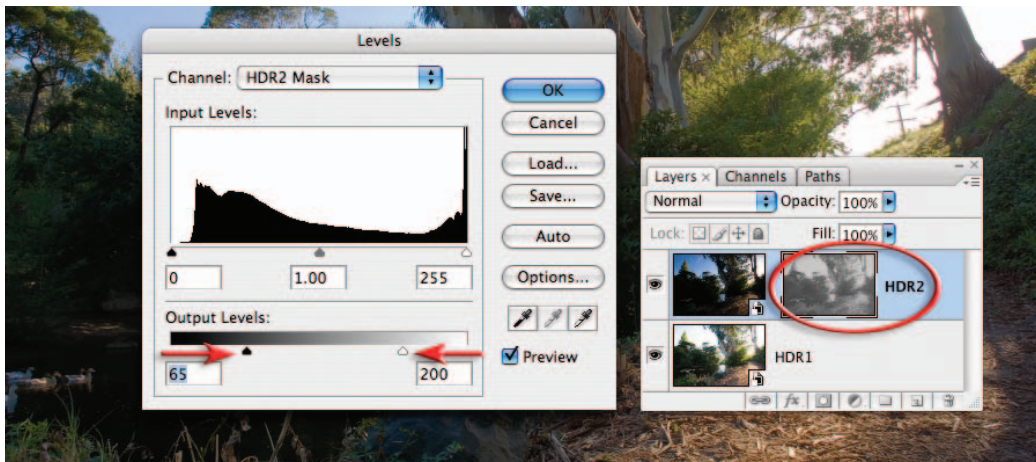 Levels
Channel: HDR2 Mask
Input Levels:
0 1.00 255
Output Levels:
65 200
OK
Cancel
Load...
Save...
Auto
Options...
Preview
Layers × Channels Paths
Normal Opacity: 100%
Lock: Fill: 100%
HDR2
HDR1
fx